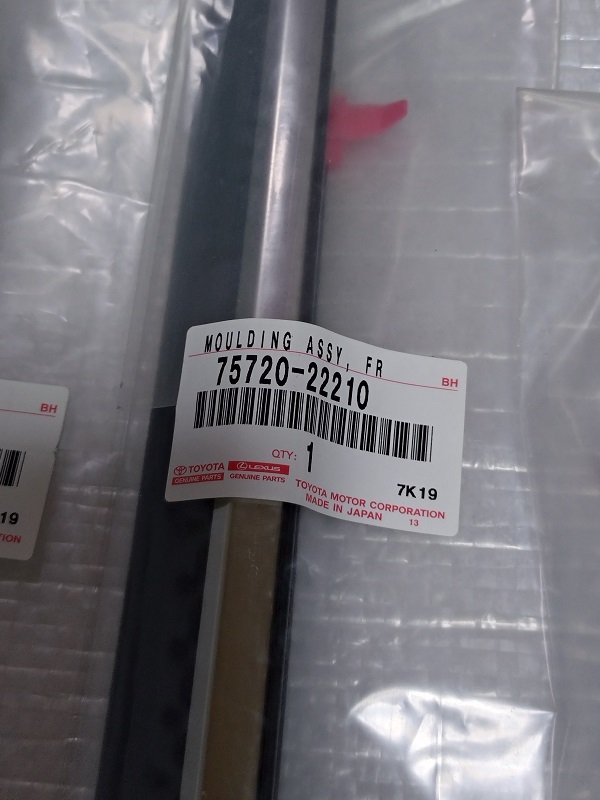 MOULDING ASSY, FR
BH
75720-22210
QTY: 1
TOYOTA
GENUINE PARTS
LEXUS
GENUINE PARTS
7K19
TOYOTA MOTOR CORPORATION
MADE IN JAPAN
13
BH
19
TION